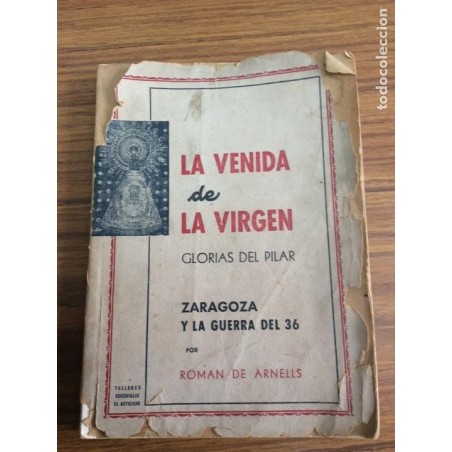 LA VENIDA
de
LA VIRGEN
GLORIAS DEL PILAR
ZARAGOZA
Y LA GUERRA DEL 36
POR
ROMAN DE ARNELLS
TALLERES
EDITORIALES
EL NOTICIERO
todocoleccion